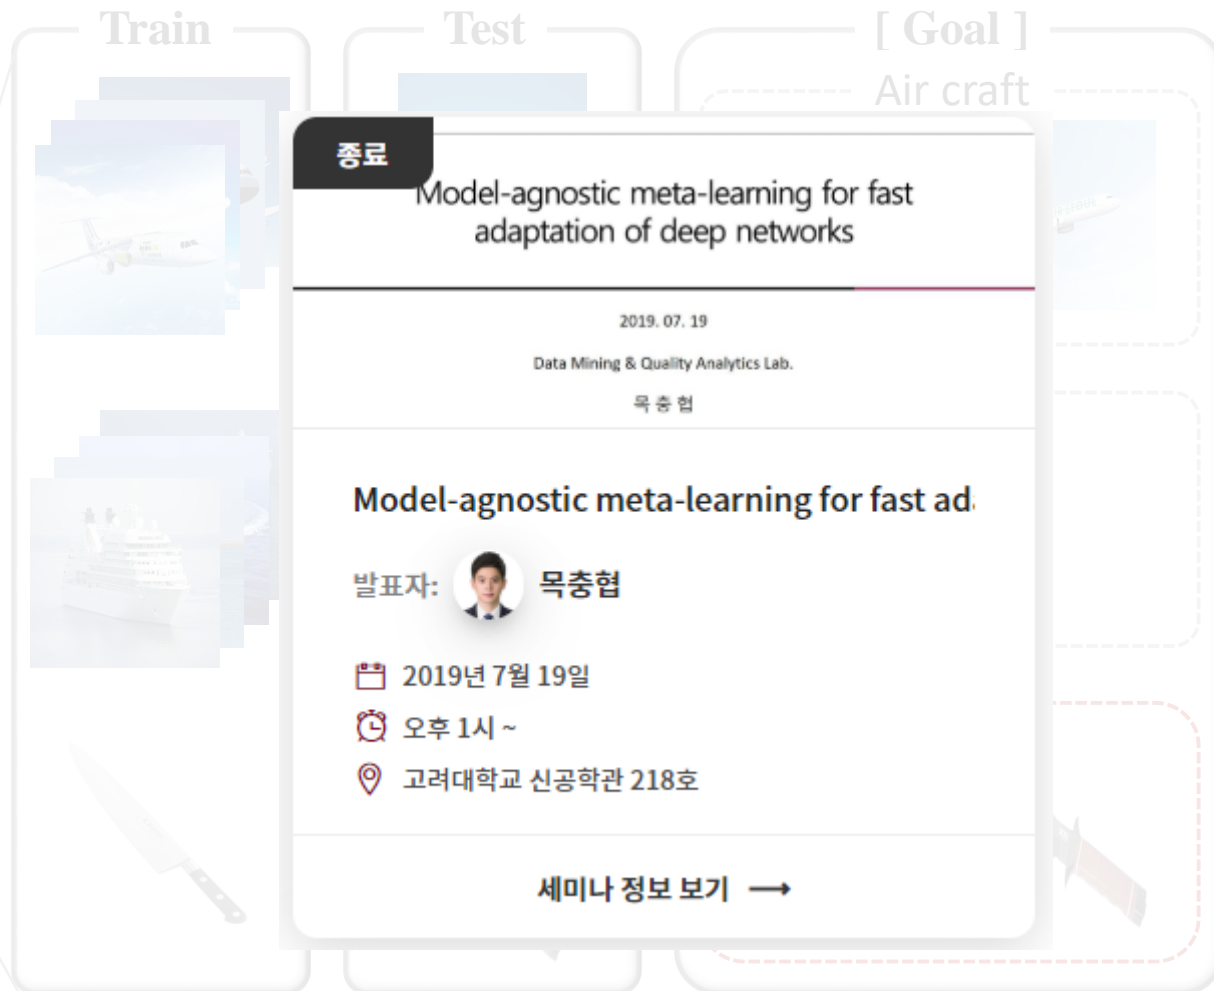 Train
Test
[ Goal ]
Air craft
종료
Model-agnostic meta-learning for fast
adaptation of deep networks
2019. 07. 19
Data Mining & Quality Analytics Lab.
목 충 협
Model-agnostic meta-learning for fast ad
발표자: 목충협
2019년 7월 19일
오후 1시 ~
고려대학교 신공학관 218호
세미나 정보 보기